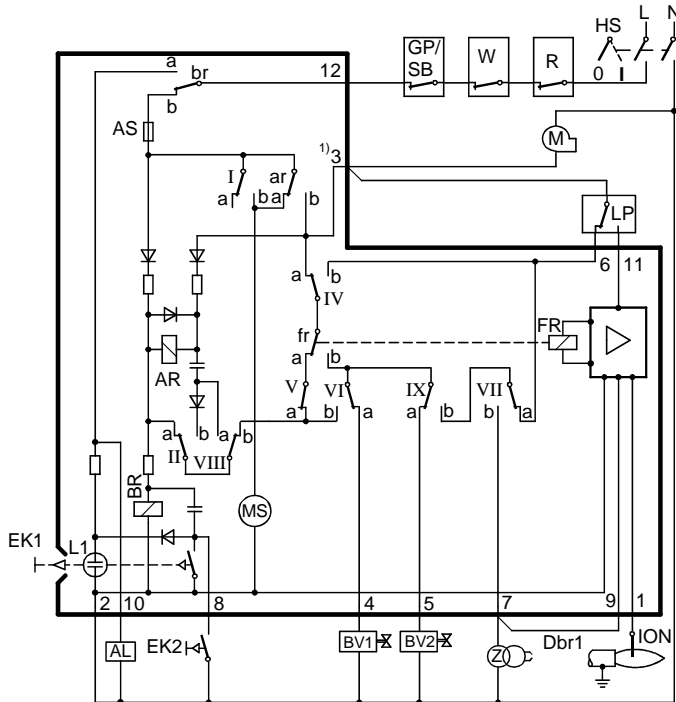 HS L N
GP/
SB
W
R
0 I
a
br
12
b
AS
M
1)3
I
ar
a b a b
LP
6 11
a b
IV
fr
FR
a b
AR
V VI IX VII
a b a a b b a
a b a b
II VIII
BR
MS
EK1
L1
2 10 8 4 5 7 9 1
Dbr1
ION
AL
EK2
BV1
BV2
Z